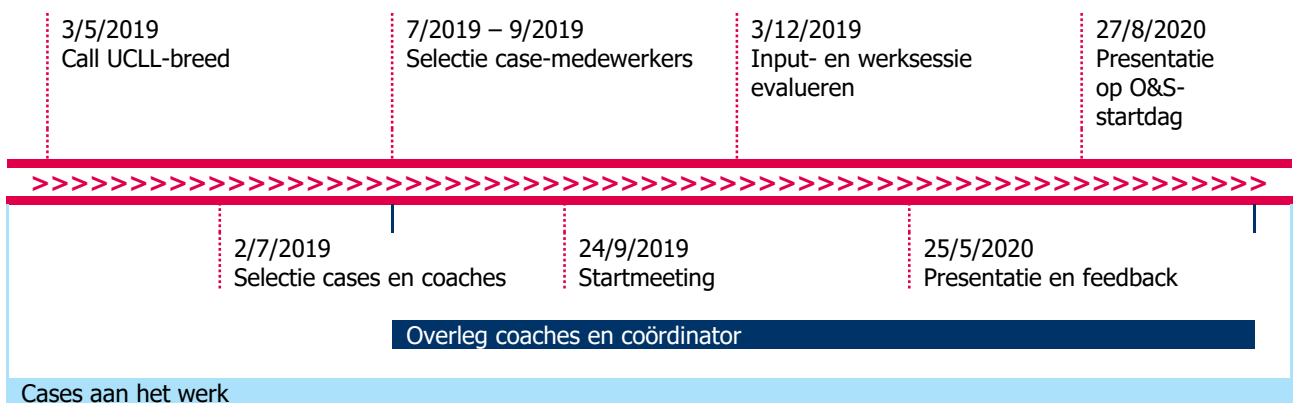 3/5/2019
Call UCLL-breed
7/2019 – 9/2019
Selectie case-medewerkers
3/12/2019
Input- en werksessie
evalueren
27/8/2020
Presentatie
op O&S-
startdag
>>>>>>>>>>>>>>>>>>>>>>>>>>>>>>>>>>>>>>>>>>>>>>>>>>>>>>>>>>>>>>>
2/7/2019
Selectie cases en coaches
24/9/2019
Startmeeting
25/5/2020
Presentatie en feedback
Overleg coaches en coördinator
Cases aan het werk